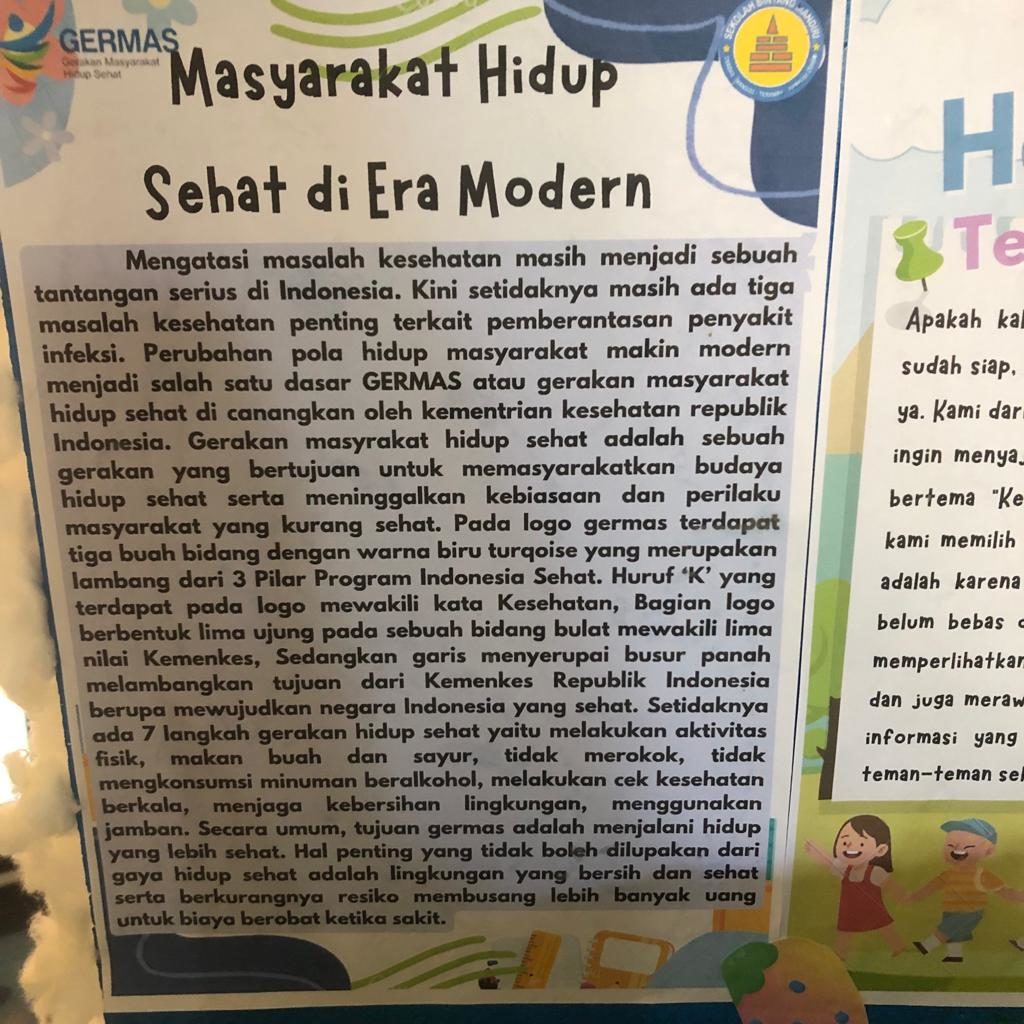 GERMAS
Gerakan Masyarakat
Hidup Sehat
SEKOLAH BINTANG MANDIRI
Masyarakat Hidup
Sehat di Era Modern
Mengatasi masalah kesehatan masih menjadi sebuah
tantangan serius di Indonesia. Kini setidaknya masih ada tiga
masalah kesehatan penting terkait pemberantasan penyakit
infeksi. Perubahan pola hidup masyarakat makin modern
menjadi salah satu dasar GERMAS atau gerakan masyarakat
hidup sehat di canangkan oleh kementrian kesehatan republik
Indonesia. Gerakan masyrakat hidup sehat adalah sebuah
gerakan yang bertujuan untuk memasyarakatkan budaya
hidup sehat serta meninggalkan kebiasaan dan perilaku
masyarakat yang kurang sehat. Pada logo germas terdapat
tiga buah bidang dengan warna biru turqoise yang merupakan
lambang dari 3 Pilar Program Indonesia Sehat. Huruf ‘K’ yang
terdapat pada logo mewakili kata Kesehatan, Bagian logo
berbentuk lima ujung pada sebuah bidang bulat mewakili lima
nilai Kemenkes, Sedangkan garis menyerupai busur panah
melambangkan tujuan dari Kemenkes Republik Indonesia
berupa mewujudkan negara Indonesia yang sehat. Setidaknya
ada 7 langkah gerakan hidup sehat yaitu melakukan aktivitas
fisik, makan buah dan sayur, tidak merokok, tidak
mengkonsumsi minuman beralkohol, melakukan cek kesehatan
berkala, menjaga kebersihan lingkungan, menggunakan
jamban. Secara umum, tujuan germas adalah menjalani hidup
yang lebih sehat. Hal penting yang tidak boleh dilupakan dari
gaya hidup sehat adalah lingkungan yang bersih dan sehat
serta berkurangnya resiko membusang lebih banyak uang
untuk biaya berobat ketika sakit.
H
Te
Apakah ka
sudah siap,
ya. Kami dar
ingin menya
bertema "Ke
kami memilih
adalah karena
belum bebas
memperlihatkan
dan juga meraw
informasi yang
teman-teman sel